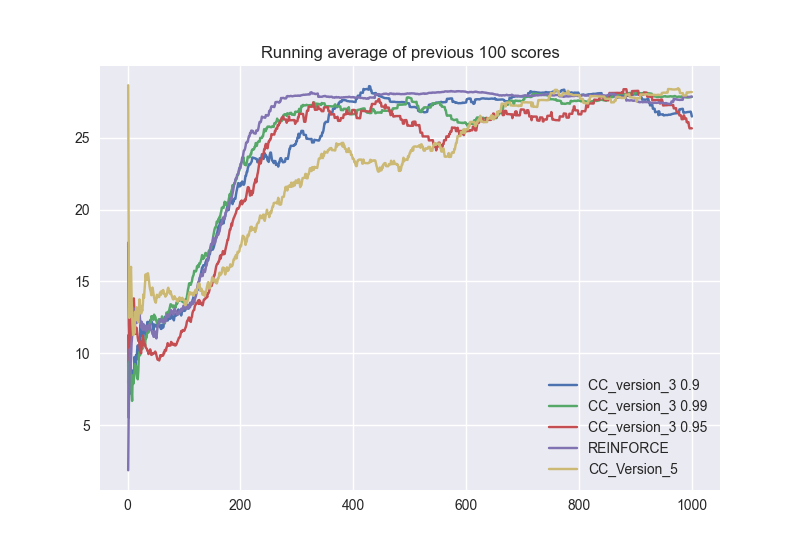 Running average of previous 100 scores
25
20
15
10
5
0
200
400
600
800
1000
CC_version_3 0.9
CC_version_3 0.99
CC_version_3 0.95
REINFORCE
CC_Version_5